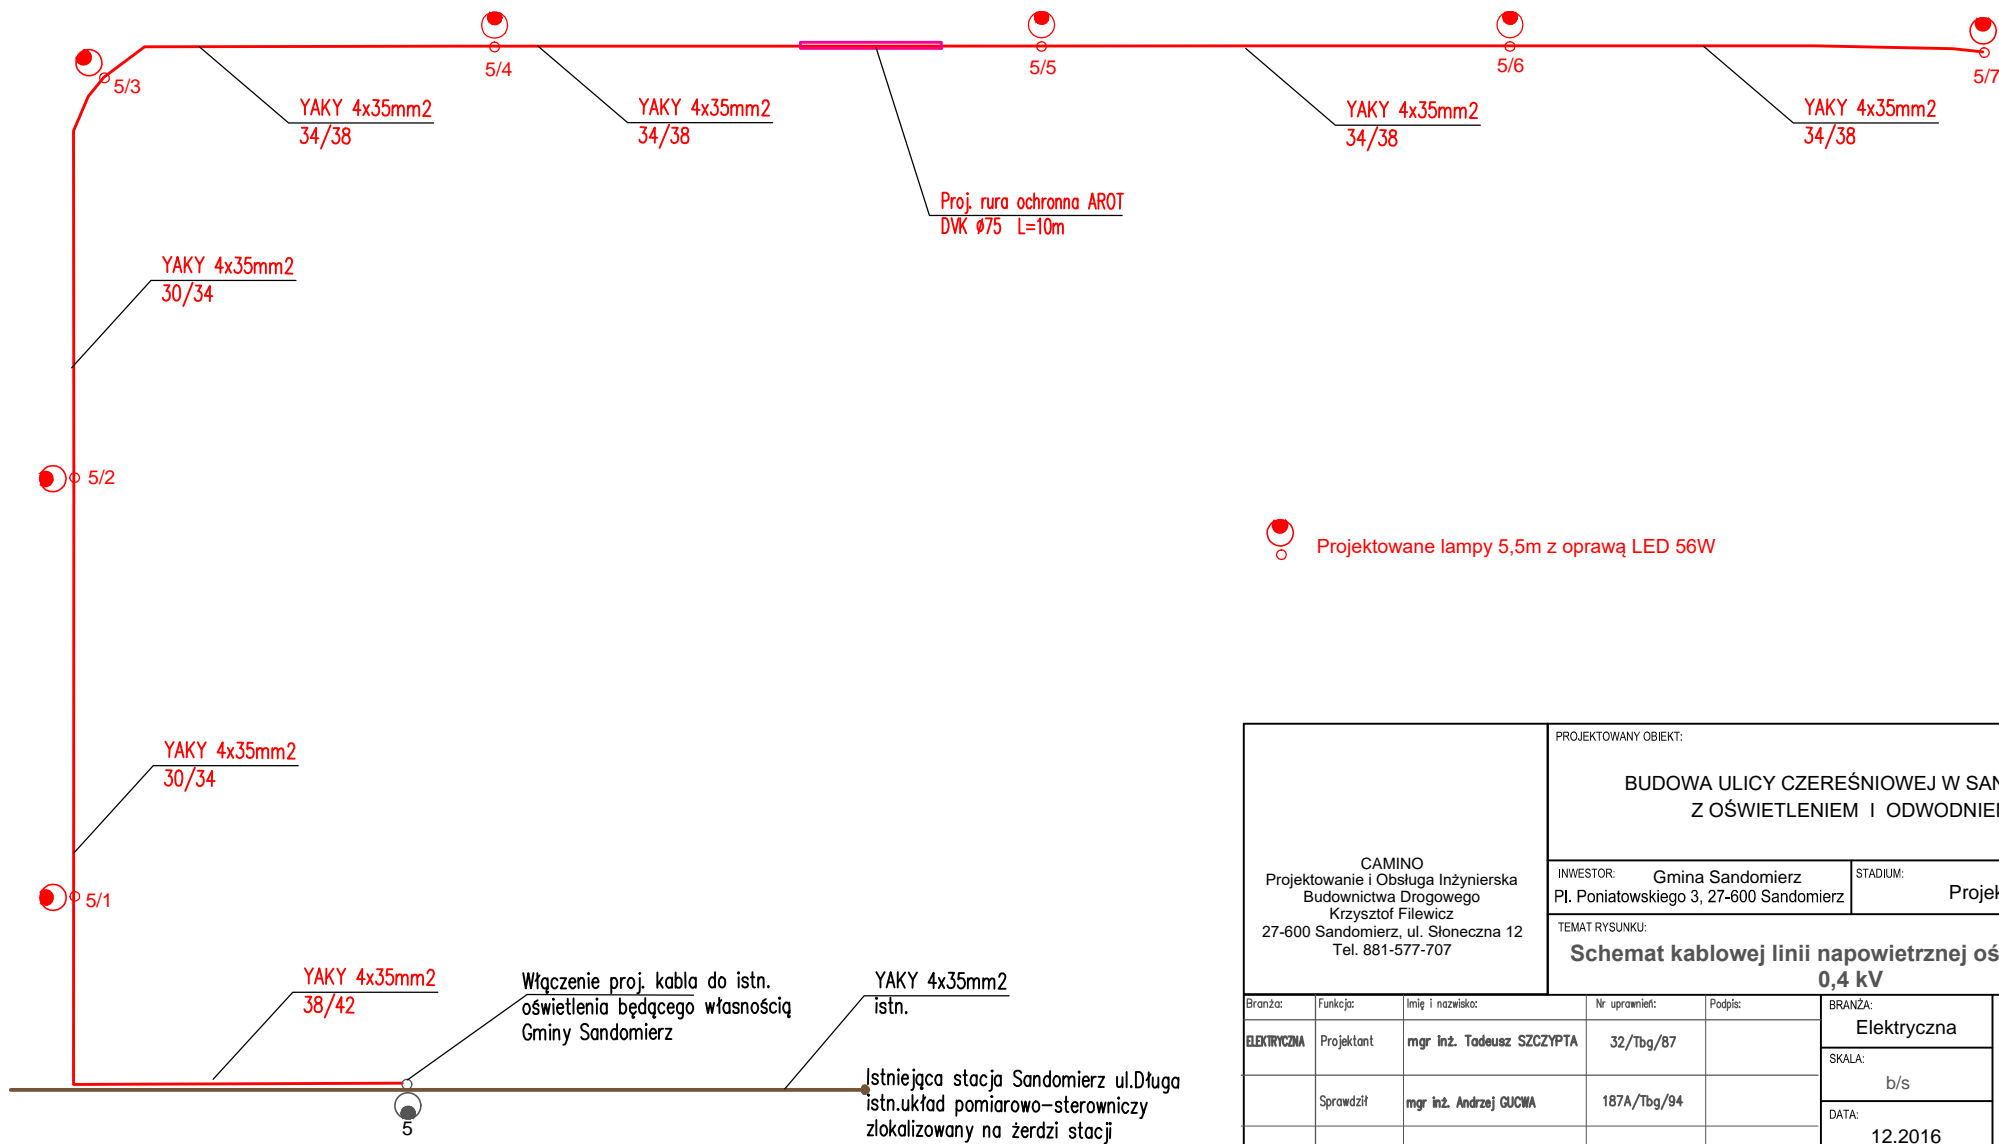 5/3
5/4
5/5
5/6
5/7
YAKY 4x35mm2
34/38
YAKY 4x35mm2
34/38
YAKY 4x35mm2
34/38
YAKY 4x35mm2
34/38
Proj. rura ochronna AROT
DVK ø75 L=10m
YAKY 4x35mm2
30/34
5/2
Projektowane lampy 5,5m z oprawą LED 56W
YAKY 4x35mm2
30/34
5/1
YAKY 4x35mm2
38/42
Włączenie proj. kabla do istn.
oświetlenia będącego własnością
Gminy Sandomierz
YAKY 4x35mm2
istn.
5
Istniejąca stacja Sandomierz ul.Długa
istn.układ pomiarowo-sterowniczy
zlokalizowany na żerdzi stacji
CAMINO
Projektowanie i Obsługa Inżynierska
Budownictwa Drogowego
Krzysztof Filewicz
27-600 Sandomierz, ul. Słoneczna 12
Tel. 881-577-707
PROJEKTOWANY OBIEKT:
BUDOWA ULICY CZEREŚNIOWEJ W SAN
Z OŚWIETLENIEM I ODWODNIE
INWESTOR: Gmina Sandomierz
Pl. Poniatowskiego 3, 27-600 Sandomierz
STADIUM:
Projek
TEMAT RYSUNKU:
Schemat kablowej linii napowietrznej oś
0,4 kV
Branża: Funkcja: Imię i nazwisko: Nr uprawnień: Podpis:
ELEKTRYCZNA Projektant mgr inż. Tadeusz SZCZYPTA 32/Tbg/87
Sprawdził mgr inż. Andrzej GUCWA 187A/Tbg/94
BRANŻA:
Elektryczna
SKALA:
b/s
DATA:
12.2016